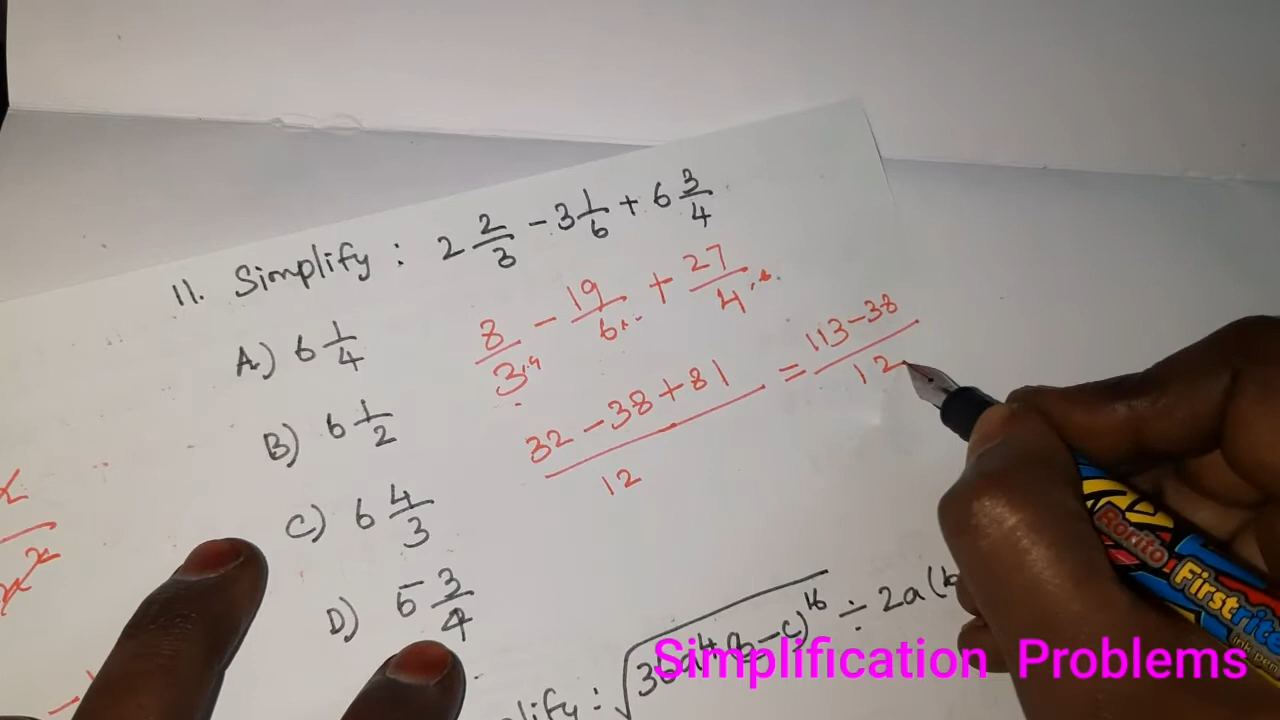 11. Simplify : 2 2/3 - 3 1/6 + 6 3/4
8/3 - 19/6 + 27/4
A) 6 1/4
32 - 38 + 81 / 12 = 113 - 38 / 12
B) 6 1/2
C) 6 4/3
D) 5 3/4
Simplification Problems
Rorito
Firstrite
ink pen